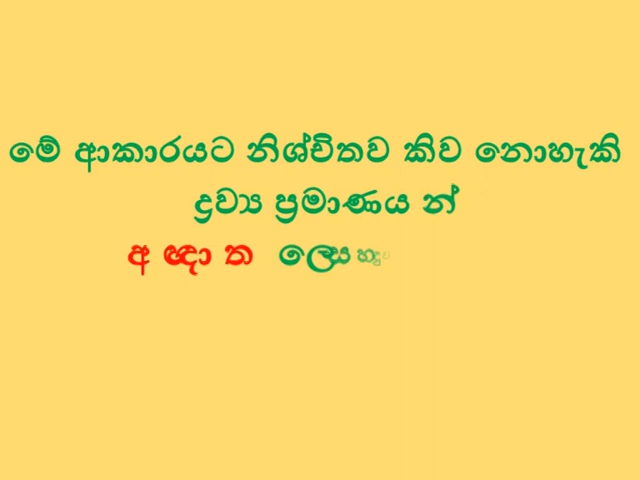 මේ ආකාරයට නිශ්චිතව කිව නොහැකි
ද්‍රව්‍ය ප්‍රමාණය න්
අ ඥා ත ලෙස